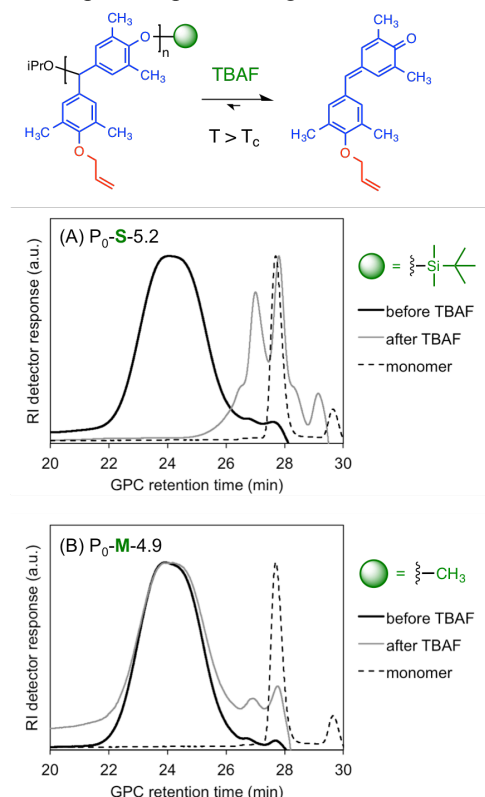 CH₃
O
n
iPrO
CH₃
H₃C
CH₃
O
TBAF
T > Tc
CH₃
O
CH₃
H₃C
CH₃
O
(A) P₀-S-5.2
= Si
before TBAF
after TBAF
monomer
RI detector response (a.u.)
20 22 24 26 28 30
GPC retention time (min)
(B) P₀-M-4.9
= CH₃
before TBAF
after TBAF
monomer
RI detector response (a.u.)
20 22 24 26 28 30
GPC retention time (min)